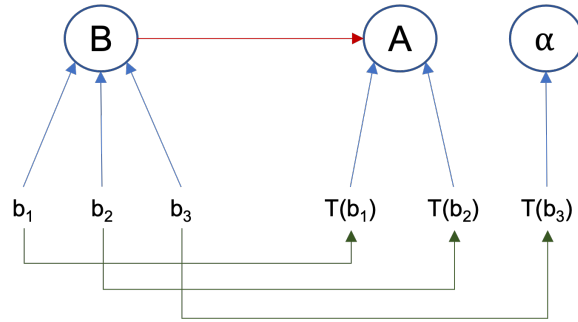 B A α
b₁ b₂ b₃ T(b₁) T(b₂) T(b₃)